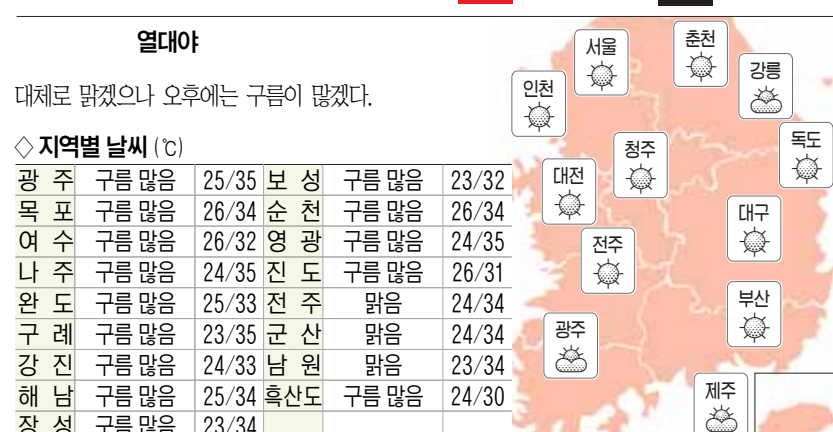 열대야
대체로 맑겠으나 오후에는 구름이 많겠다.
◇ 지역별 날씨 (℃)
광 주 구름 많음 25/35 보 성 구름 많음 23/32
목 포 구름 많음 26/34 순 천 구름 많음 26/34
여 수 구름 많음 26/32 영 광 구름 많음 24/35
나 주 구름 많음 24/35 진 도 구름 많음 26/31
완 도 구름 많음 25/33 전 주 맑음 24/34
구 례 구름 많음 23/35 군 산 맑음 24/34
강 진 구름 많음 24/33 남 원 맑음 23/34
해 남 구름 많음 25/34 흑산도 구름 많음 24/30
장 성 구름 많음 23/34
서울
춘천
강릉
인천
독도
청주
대전
대구
전주
부산
광주
제주